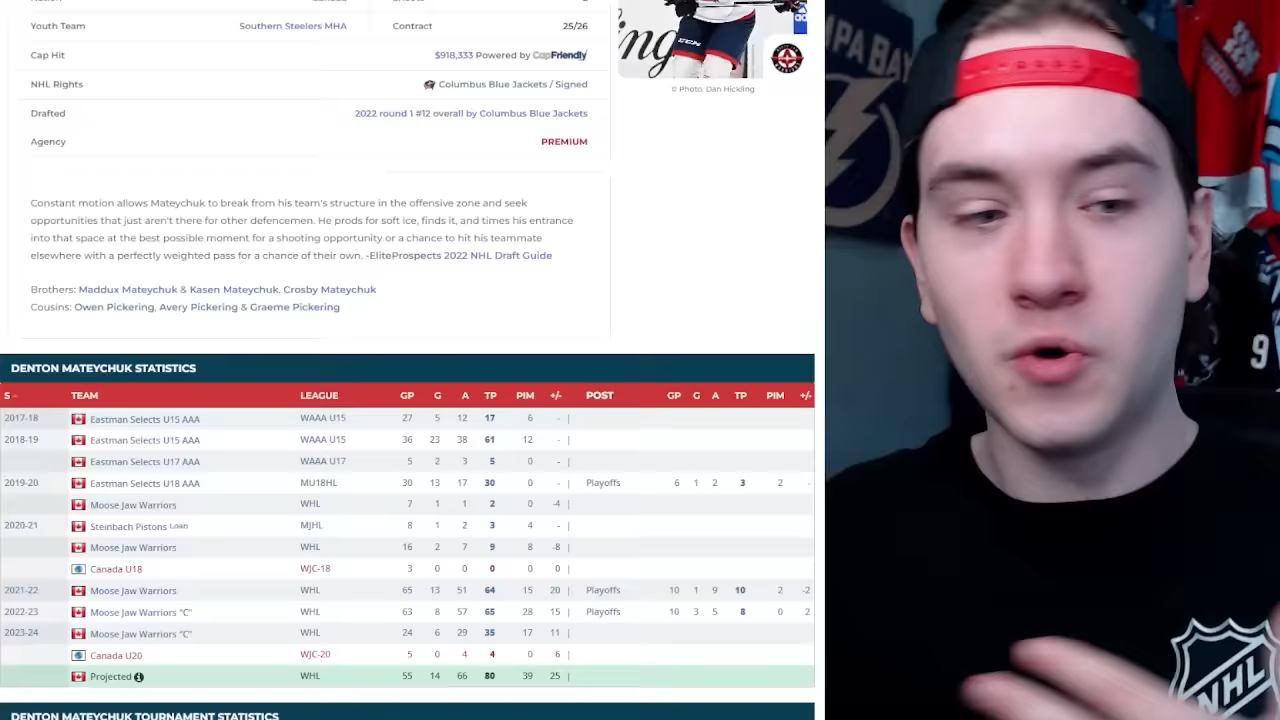 Youth Team Southern Steelers MHA Contract 25/26
Cap Hit $918,333 Powered by CapFriendly
NHL Rights Columbus Blue Jackets / Signed
Drafted 2022 round 1 #12 overall by Columbus Blue Jackets
Agency PREMIUM
© Photo: Dan Hickling
Constant motion allows Mateychuk to break from his team's structure in the offensive zone and seek
opportunities that just aren't there for other defencemen. He prods for soft ice, finds it, and times his entrance
into that space at the best possible moment for a shooting opportunity or a chance to hit his teammate
elsewhere with a perfectly weighted pass for a chance of their own. -EliteProspects 2022 NHL Draft Guide
Brothers: Maddux Mateychuk & Kasen Mateychuk, Crosby Mateychuk
Cousins: Owen Pickering, Avery Pickering & Graeme Pickering
DENTON MATEYCHUK STATISTICS
S TEAM LEAGUE GP G A TP PIM +/- POST GP G A TP PIM +/-
2017-18 Eastman Selects U15 AAA WAAA U15 27 5 12 17 6 - |
2018-19 Eastman Selects U15 AAA WAAA U15 36 23 38 61 12 - |
Eastman Selects U17 AAA WAAA U17 5 2 3 5 0 - |
2019-20 Eastman Selects U18 AAA MU18HL 30 13 17 30 0 - | Playoffs 6 1 2 3 2 -
Moose Jaw Warriors WHL 7 1 1 2 0 -4 |
2020-21 Steinbach Pistons Loan MJHL 8 1 2 3 4 - |
Moose Jaw Warriors WHL 16 2 7 9 8 -8 |
Canada U18 WJC-18 3 0 0 0 0 0 |
2021-22 Moose Jaw Warriors WHL 65 13 51 64 15 20 | Playoffs 10 1 9 10 2 -2
2022-23 Moose Jaw Warriors "C" WHL 63 8 57 65 28 15 | Playoffs 10 3 5 8 0 2
2023-24 Moose Jaw Warriors "C" WHL 24 6 29 35 17 11 |
Canada U20 WJC-20 5 0 4 4 0 6 |
Projected WHL 55 14 66 80 39 25 |
DENTON MATEYCHUK TOURNAMENT STATISTICS
MPA BAY
9
NHL